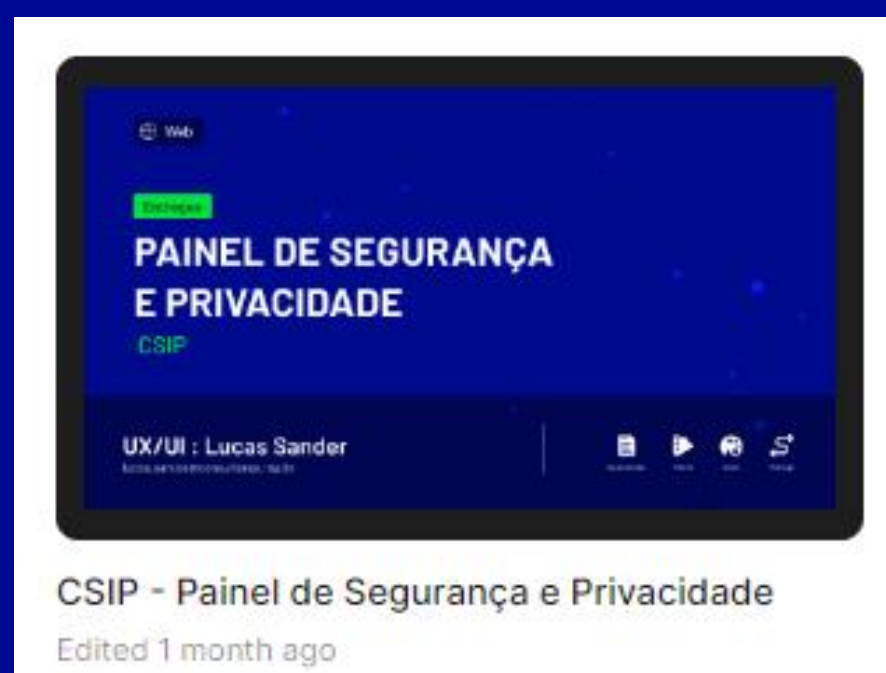 Web
Entregue
PAINEL DE SEGURANÇA
E PRIVACIDADE
CSIP
UX/UI : Lucas Sander
CSIP - Painel de Segurança e Privacidade
Edited 1 month ago